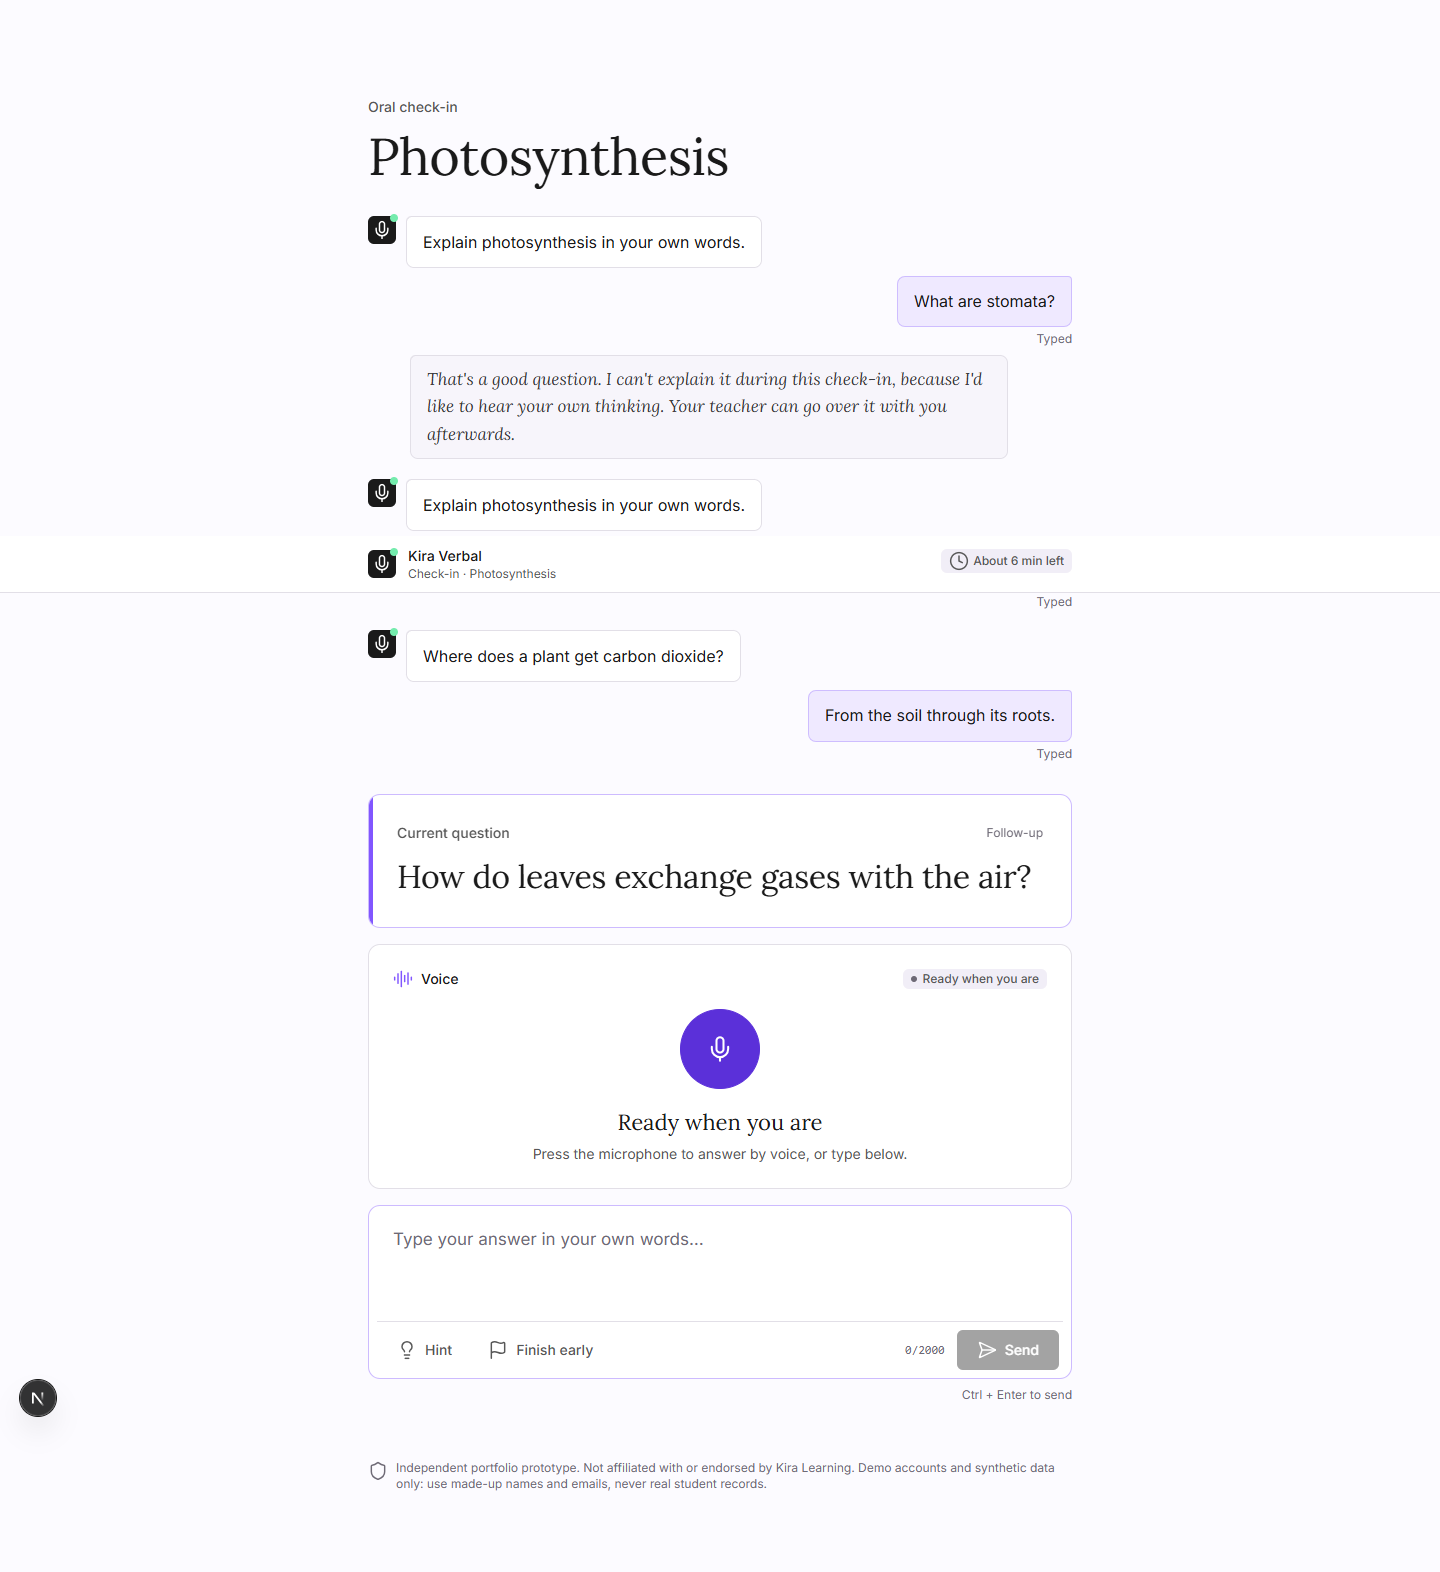 Oral check-in
Photosynthesis
Explain photosynthesis in your own words.
What are stomata?
Typed
That's a good question. I can't explain it during this check-in, because I'd
like to hear your own thinking. Your teacher can go over it with you
afterwards.
Explain photosynthesis in your own words.
Kira Verbal
About 6 min left
Check-in · Photosynthesis
Typed
Where does a plant get carbon dioxide?
From the soil through its roots.
Typed
Current question
Follow-up
How do leaves exchange gases with the air?
Voice
Ready when you are
Ready when you are
Press the microphone to answer by voice, or type below.
Type your answer in your own words...
Hint
Finish early
0/2000
Send
Ctrl + Enter to send
N
Independent portfolio prototype. Not affiliated with or endorsed by Kira Learning. Demo accounts and synthetic data
only: use made-up names and emails, never real student records.